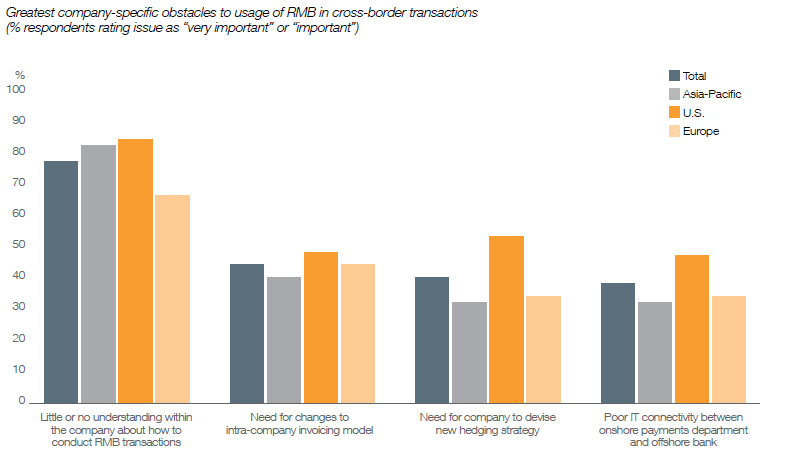 Greatest company-specific obstacles to usage of RMB in cross-border transactions
(% respondents rating issue as “very important” or “important”)
%
100
90
80
70
60
50
40
30
20
10
0
Total
Asia-Pacific
U.S.
Europe
Little or no understanding within
the company about how to
conduct RMB transactions
Need for changes to
intra-company invoicing model
Need for company to devise
new hedging strategy
Poor IT connectivity between
onshore payments department
and offshore bank